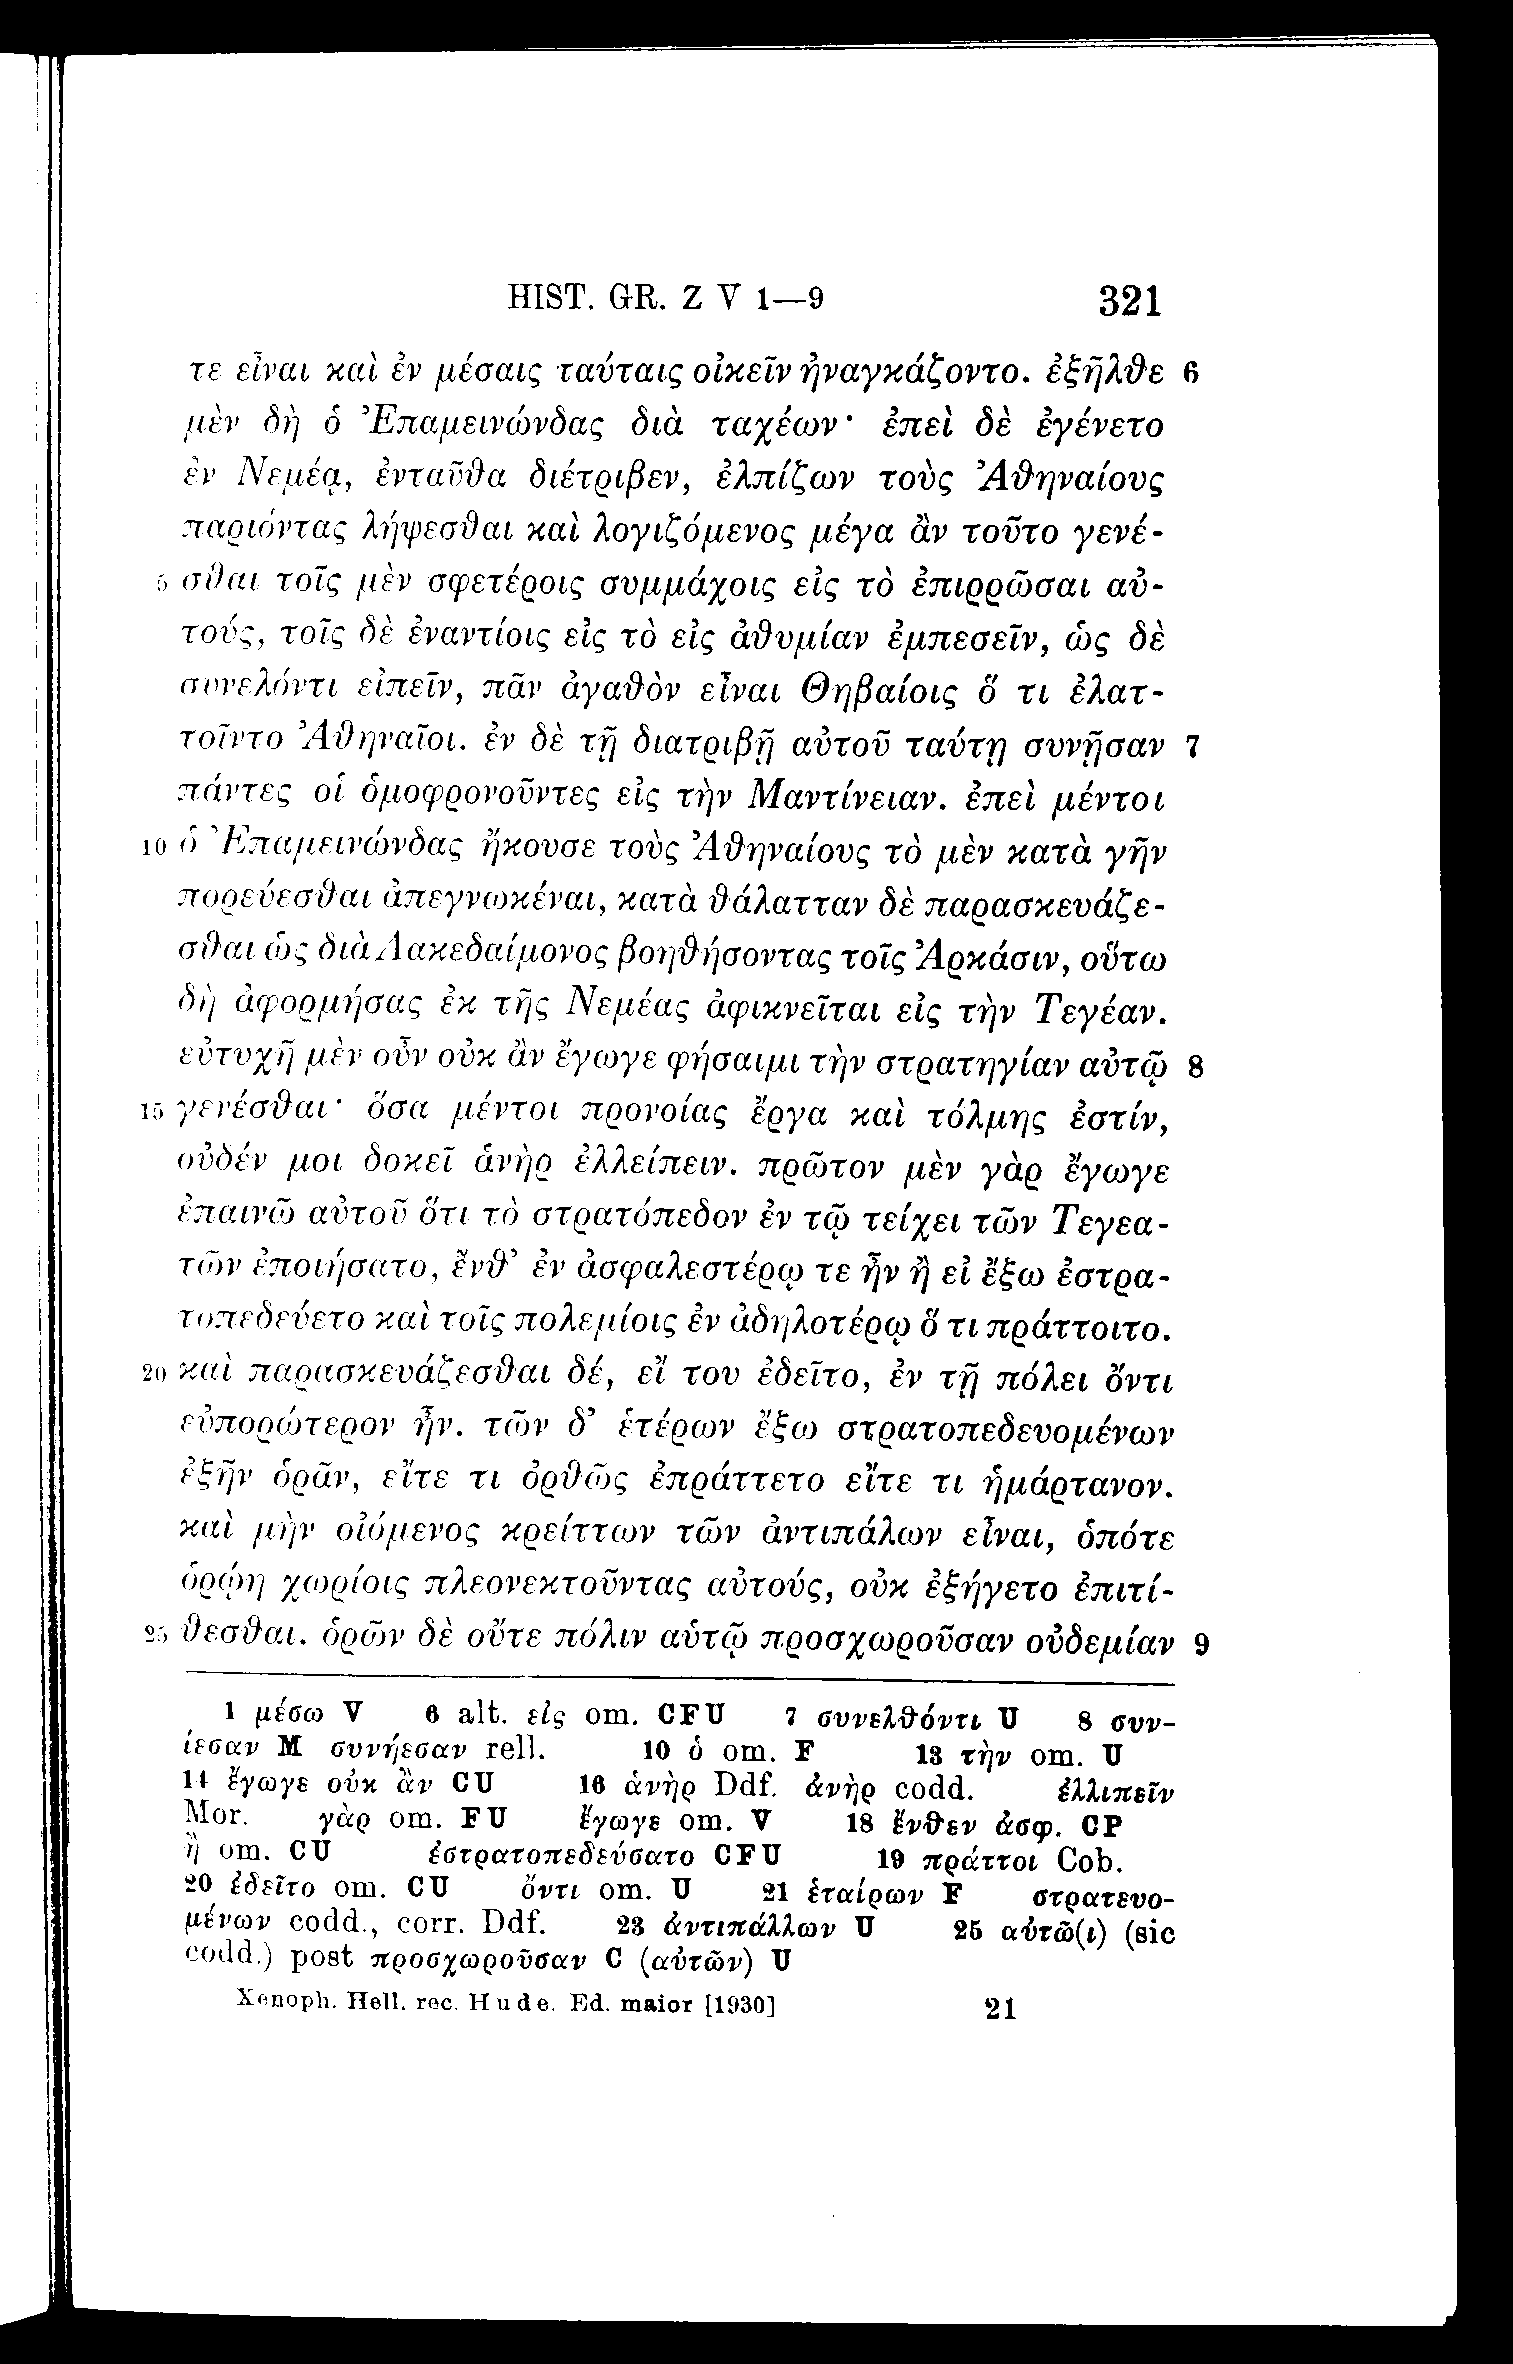 HIST. GR. Z V 1—9 321
τε εἶναι καὶ ἐν μέσαις ταύταις οἰκεῖν ἠναγκάζοντο. ἐξῆλθε 6
μὲν δὴ ὁ Ἐπαμεινώνδας διὰ ταχέων· ἐπεὶ δὲ ἐγένετο
ἐν Νεμέᾳ, ἐνταῦθα διέτριβεν, ἐλπίζων τοὺς Ἀθηναίους
παριόντας λήψεσθαι καὶ λογιζόμενος μέγα ἂν τοῦτο γενέ-
5 σθαι τοῖς μὲν σφετέροις συμμάχοις εἰς τὸ ἐπιρρῶσαι αὐ-
τούς, τοῖς δὲ ἐναντίοις εἰς τὸ εἰς ἀθυμίαν ἐμπεσεῖν, ὡς δὲ
συνελόντι εἰπεῖν, πᾶν ἀγαθὸν εἶναι Θηβαίοις ὅ τι ἐλατ-
τοῖντο Ἀθηναῖοι. ἐν δὲ τῇ διατριβῇ αὐτοῦ ταύτῃ συνῇσαν 7
πάντες οἱ ὁμοφρονοῦντες εἰς τὴν Μαντίνειαν. ἐπεὶ μέντοι
10 ὁ Ἐπαμεινώνδας ἤκουσε τοὺς Ἀθηναίους τὸ μὲν κατὰ γῆν
πορεύεσθαι ἀπεγνωκέναι, κατὰ θάλατταν δὲ παρασκευάζε-
σθαι ὡς διὰ Λακεδαίμονος βοηθήσοντας τοῖς Ἀρκάσιν, οὕτω
δὴ ἀφορμήσας ἐκ τῆς Νεμέας ἀφικνεῖται εἰς τὴν Τεγέαν.
εὐτυχῆ μὲν οὖν οὐκ ἂν ἔγωγε φήσαιμι τὴν στρατηγίαν αὐτῷ 8
15 γενέσθαι· ὅσα μέντοι προνοίας ἔργα καὶ τόλμης ἐστίν,
οὐδέν μοι δοκεῖ ἁνὴρ ἐλλείπειν. πρῶτον μὲν γὰρ ἔγωγε
ἐπαινῶ αὐτοῦ ὅτι τὸ στρατόπεδον ἐν τῷ τείχει τῶν Τεγεα-
τῶν ἐποιήσατο, ἔνθ’ ἐν ἀσφαλεστέρῳ τε ἦν ἢ εἰ ἔξω ἐστρα-
τοπεδεύετο καὶ τοῖς πολεμίοις ἐν ἀδηλοτέρῳ ὅ τι πράττοιτο.
20 καὶ παρασκευάζεσθαι δέ, εἴ του ἐδεῖτο, ἐν τῇ πόλει ὄντι
εὐπορώτερον ἦν. τῶν δ’ ἑτέρων ἔξω στρατοπεδευομένων
ἐξῆν ὁρᾶν, εἴτε τι ὀρθῶς ἐπράττετο εἴτε τι ἡμάρτανον.
καὶ μὴν οἰόμενος κρείττων τῶν ἀντιπάλων εἶναι, ὁπότε
ὁρῴη χωρίοις πλεονεκτοῦντας αὐτούς, οὐκ ἐξήγετο ἐπιτί-
25 θεσθαι. ὁρῶν δὲ οὔτε πόλιν αὑτῷ προσχωροῦσαν οὐδεμίαν 9
1 μέσω V 6 alt. εἰς om. CFU 7 συνελθόντι U 8 συν-
ίεσαν M συνήεσαν rell. 10 ὁ om. F 13 τὴν om. U
14 ἔγωγε οὐκ ἂν CU 16 ἁνὴρ Ddf. ἀνὴρ codd. ἐλλιπεῖν
Mor. γὰρ om. FU ἔγωγε om. V 18 ἔνθεν ἀσφ. CP
ἢ om. CU ἐστρατοπεδεύσατο CFU 19 πράττοι Cob.
20 ἐδεῖτο om. CU ὄντι om. U 21 ἑταίρων F στρατευο-
μένων codd., corr. Ddf. 23 ἀντιπάλλων U 25 αὐτῶ(ι) (sic
codd.) post προσχωροῦσαν C (αὐτῶν) U
Xenoph. Hell. rec. Hude. Ed. maior [1930] 21